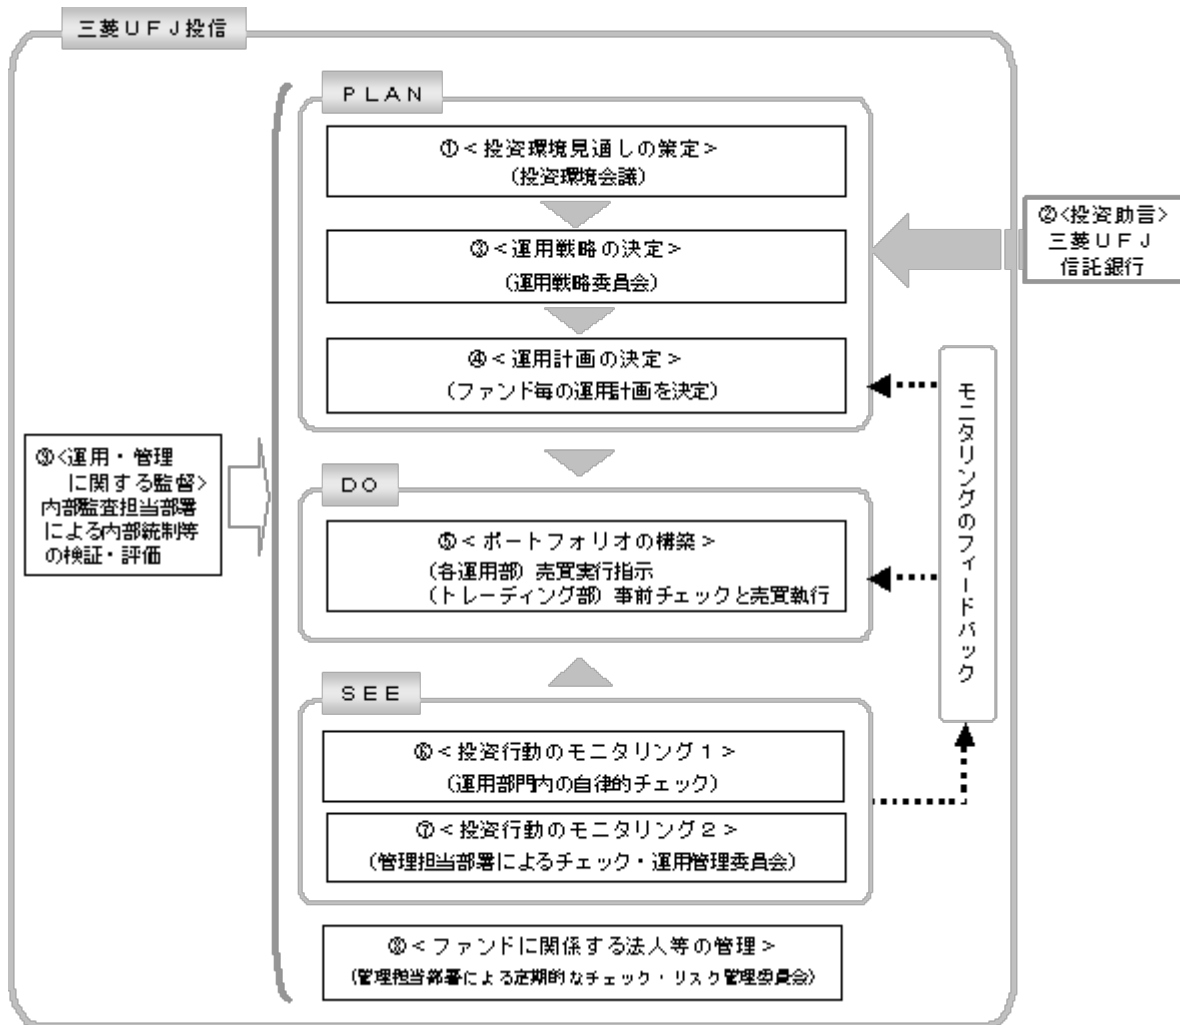 三菱UFJ投信
PLAN
①<投資環境見通しの策定>
(投資環境会議)
②<投資助言>
三菱UFJ
信託銀行
③<運用戦略の決定>
(運用戦略委員会)
④<運用計画の決定>
(ファンド毎の運用計画を決定)
モニタリングのフィードバック
⑨<運用・管理
に関する監督>
内部監査担当部署
による内部統制等
の検証・評価
DO
⑤<ポートフォリオの構築>
(各運用部) 売買実行指示
(トレーディング部) 事前チェックと売買執行
SEE
⑥<投資行動のモニタリング1>
(運用部門内の自律的チェック)
⑦<投資行動のモニタリング2>
(管理担当部署によるチェック・運用管理委員会)
⑧<ファンドに関係する法人等の管理>
(管理担当部署による定期的なチェック・リスク管理委員会)